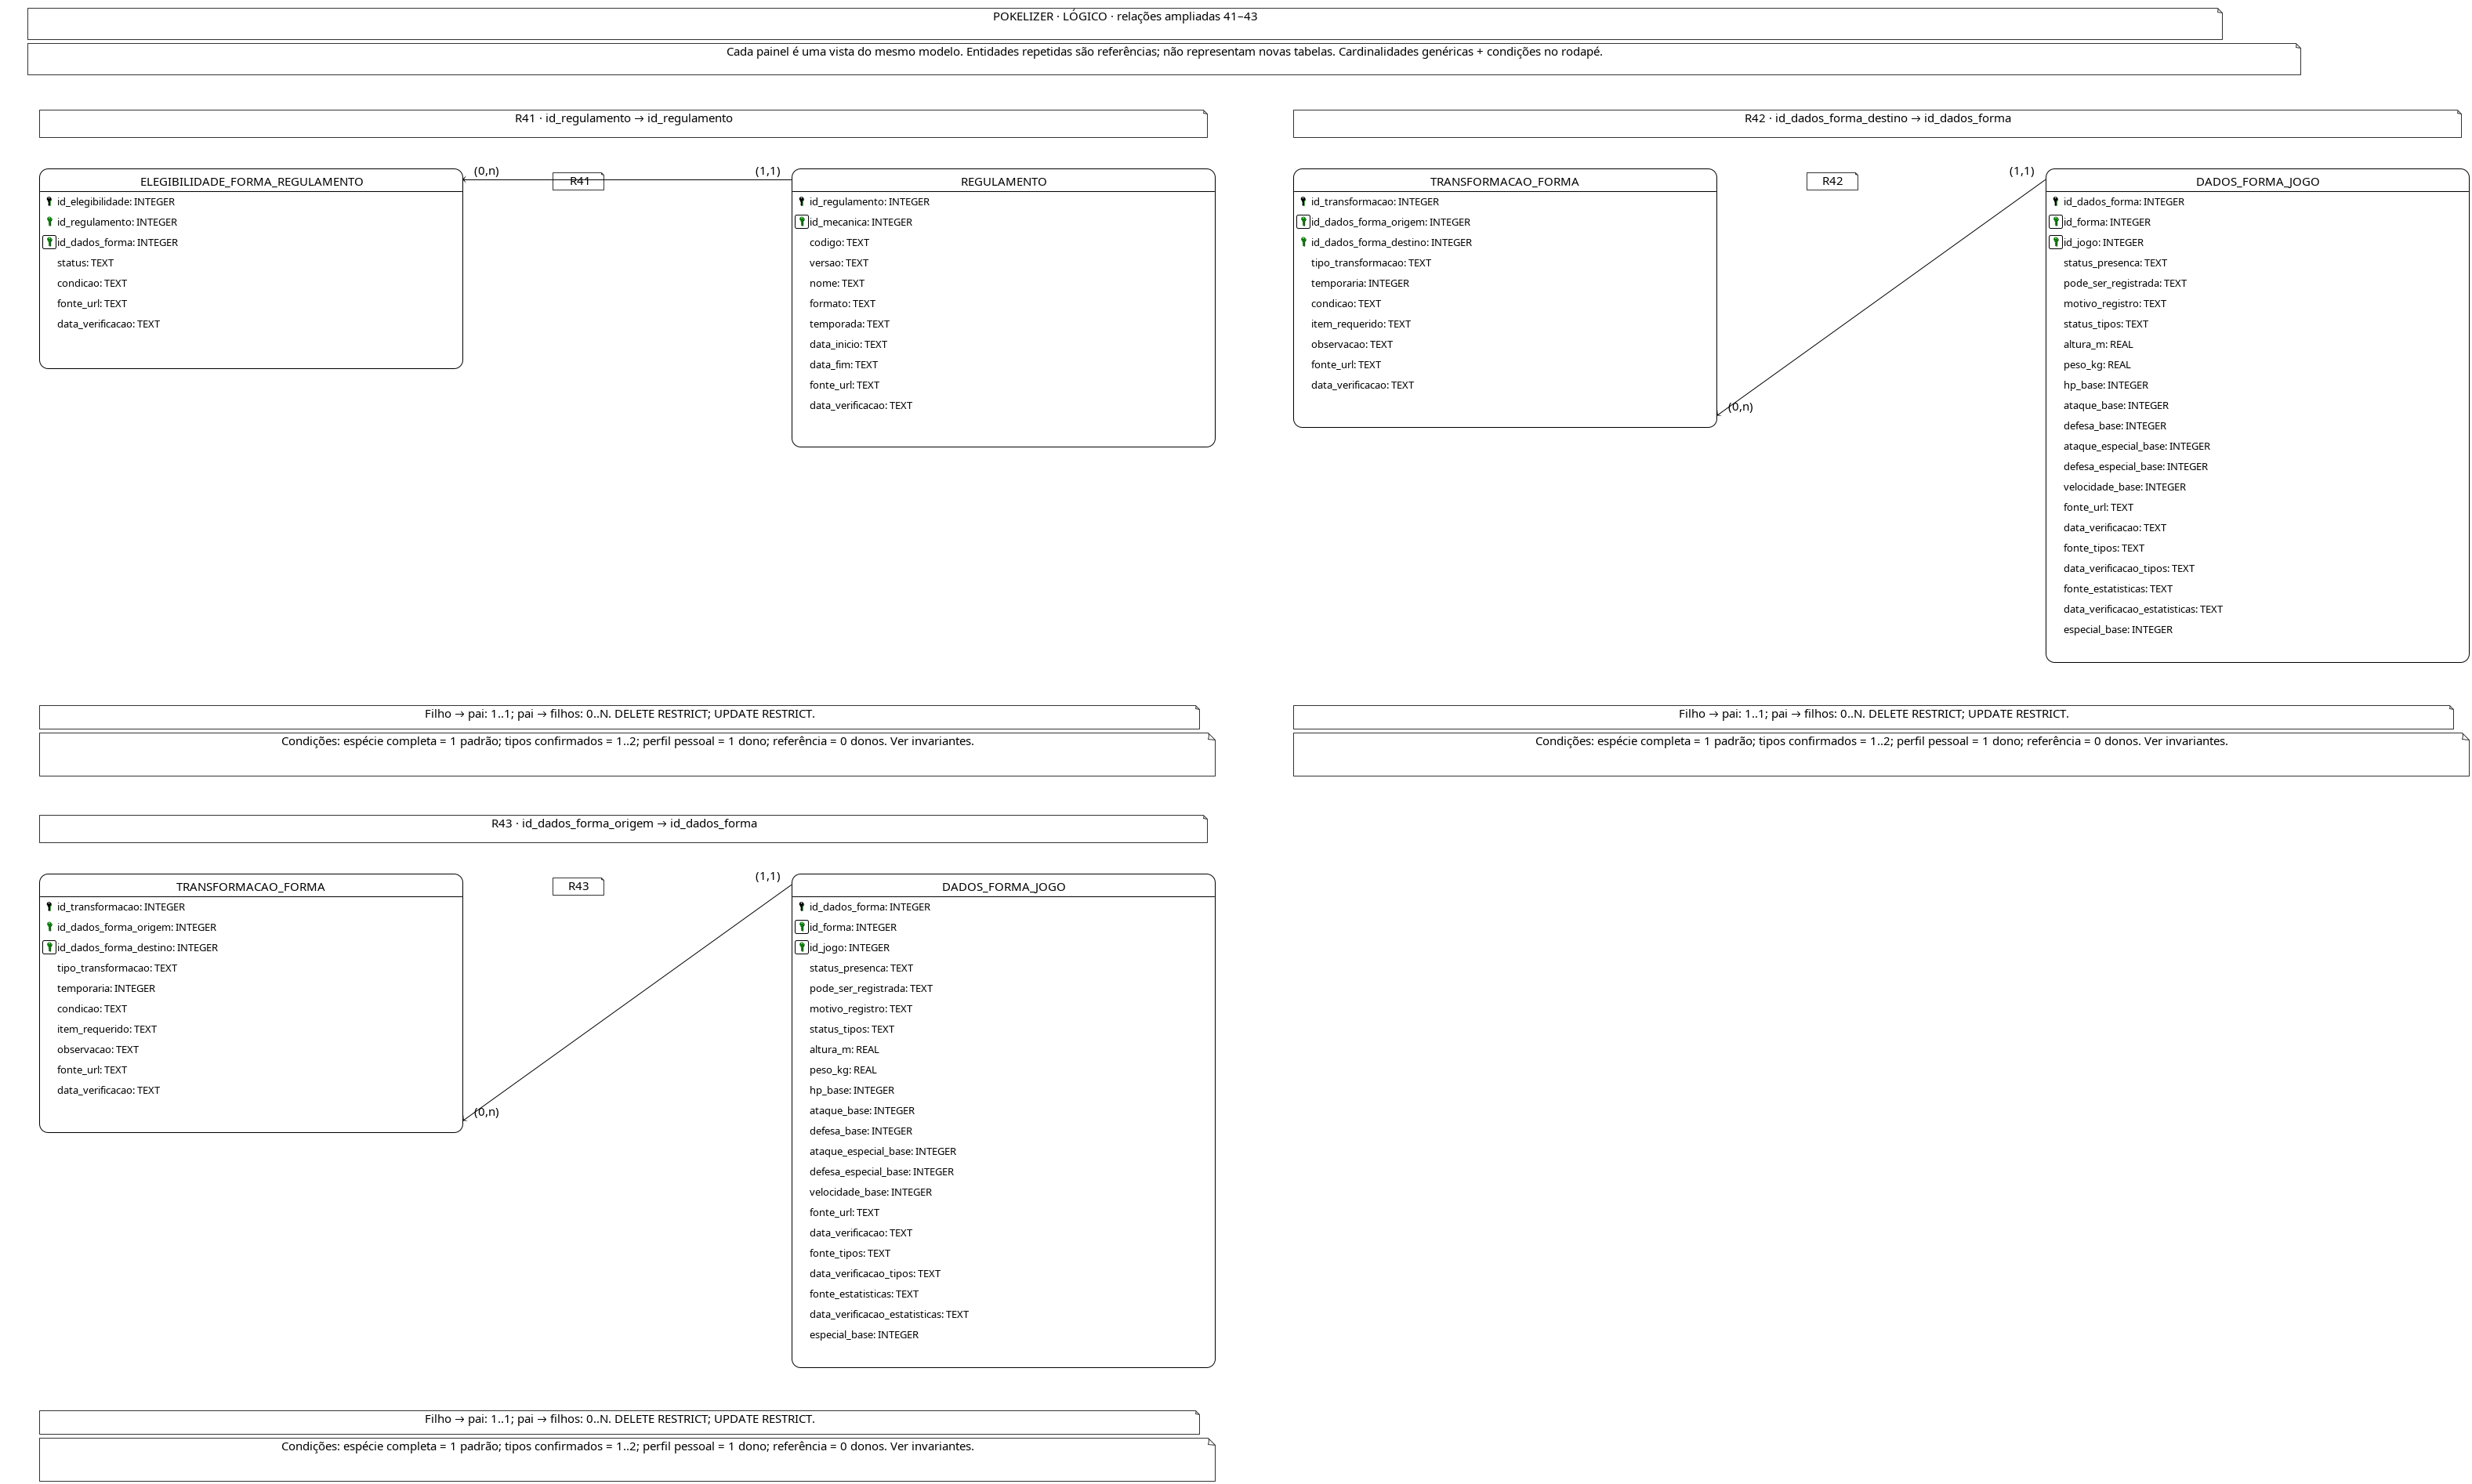 POKELIZER · LÓGICO · relações ampliadas 41–43
Cada painel é uma vista do mesmo modelo. Entidades repetidas são referências; não representam novas tabelas. Cardinalidades genéricas + condições no rodapé.
R41 · id_regulamento → id_regulamento
ELEGIBILIDADE_FORMA_REGULAMENTO
id_elegibilidade: INTEGER
id_regulamento: INTEGER
id_dados_forma: INTEGER
status: TEXT
condicao: TEXT
fonte_url: TEXT
data_verificacao: TEXT
(0,n)
R41
(1,1)
REGULAMENTO
id_regulamento: INTEGER
id_mecanica: INTEGER
codigo: TEXT
versao: TEXT
nome: TEXT
formato: TEXT
temporada: TEXT
data_inicio: TEXT
data_fim: TEXT
fonte_url: TEXT
data_verificacao: TEXT
Filho → pai: 1..1; pai → filhos: 0..N. DELETE RESTRICT; UPDATE RESTRICT.
Condições: espécie completa = 1 padrão; tipos confirmados = 1..2; perfil pessoal = 1 dono; referência = 0 donos. Ver invariantes.
R42 · id_dados_forma_destino → id_dados_forma
TRANSFORMACAO_FORMA
id_transformacao: INTEGER
id_dados_forma_origem: INTEGER
id_dados_forma_destino: INTEGER
tipo_transformacao: TEXT
temporaria: INTEGER
condicao: TEXT
item_requerido: TEXT
observacao: TEXT
fonte_url: TEXT
data_verificacao: TEXT
R42
(1,1)
(0,n)
DADOS_FORMA_JOGO
id_dados_forma: INTEGER
id_forma: INTEGER
id_jogo: INTEGER
status_presenca: TEXT
pode_ser_registrada: TEXT
motivo_registro: TEXT
status_tipos: TEXT
altura_m: REAL
peso_kg: REAL
hp_base: INTEGER
ataque_base: INTEGER
defesa_base: INTEGER
ataque_especial_base: INTEGER
defesa_especial_base: INTEGER
velocidade_base: INTEGER
fonte_url: TEXT
data_verificacao: TEXT
fonte_tipos: TEXT
data_verificacao_tipos: TEXT
fonte_estatisticas: TEXT
data_verificacao_estatisticas: TEXT
especial_base: INTEGER
Filho → pai: 1..1; pai → filhos: 0..N. DELETE RESTRICT; UPDATE RESTRICT.
Condições: espécie completa = 1 padrão; tipos confirmados = 1..2; perfil pessoal = 1 dono; referência = 0 donos. Ver invariantes.
R43 · id_dados_forma_origem → id_dados_forma
TRANSFORMACAO_FORMA
id_transformacao: INTEGER
id_dados_forma_origem: INTEGER
id_dados_forma_destino: INTEGER
tipo_transformacao: TEXT
temporaria: INTEGER
condicao: TEXT
item_requerido: TEXT
observacao: TEXT
fonte_url: TEXT
data_verificacao: TEXT
R43
(1,1)
(0,n)
DADOS_FORMA_JOGO
id_dados_forma: INTEGER
id_forma: INTEGER
id_jogo: INTEGER
status_presenca: TEXT
pode_ser_registrada: TEXT
motivo_registro: TEXT
status_tipos: TEXT
altura_m: REAL
peso_kg: REAL
hp_base: INTEGER
ataque_base: INTEGER
defesa_base: INTEGER
ataque_especial_base: INTEGER
defesa_especial_base: INTEGER
velocidade_base: INTEGER
fonte_url: TEXT
data_verificacao: TEXT
fonte_tipos: TEXT
data_verificacao_tipos: TEXT
fonte_estatisticas: TEXT
data_verificacao_estatisticas: TEXT
especial_base: INTEGER
Filho → pai: 1..1; pai → filhos: 0..N. DELETE RESTRICT; UPDATE RESTRICT.
Condições: espécie completa = 1 padrão; tipos confirmados = 1..2; perfil pessoal = 1 dono; referência = 0 donos. Ver invariantes.